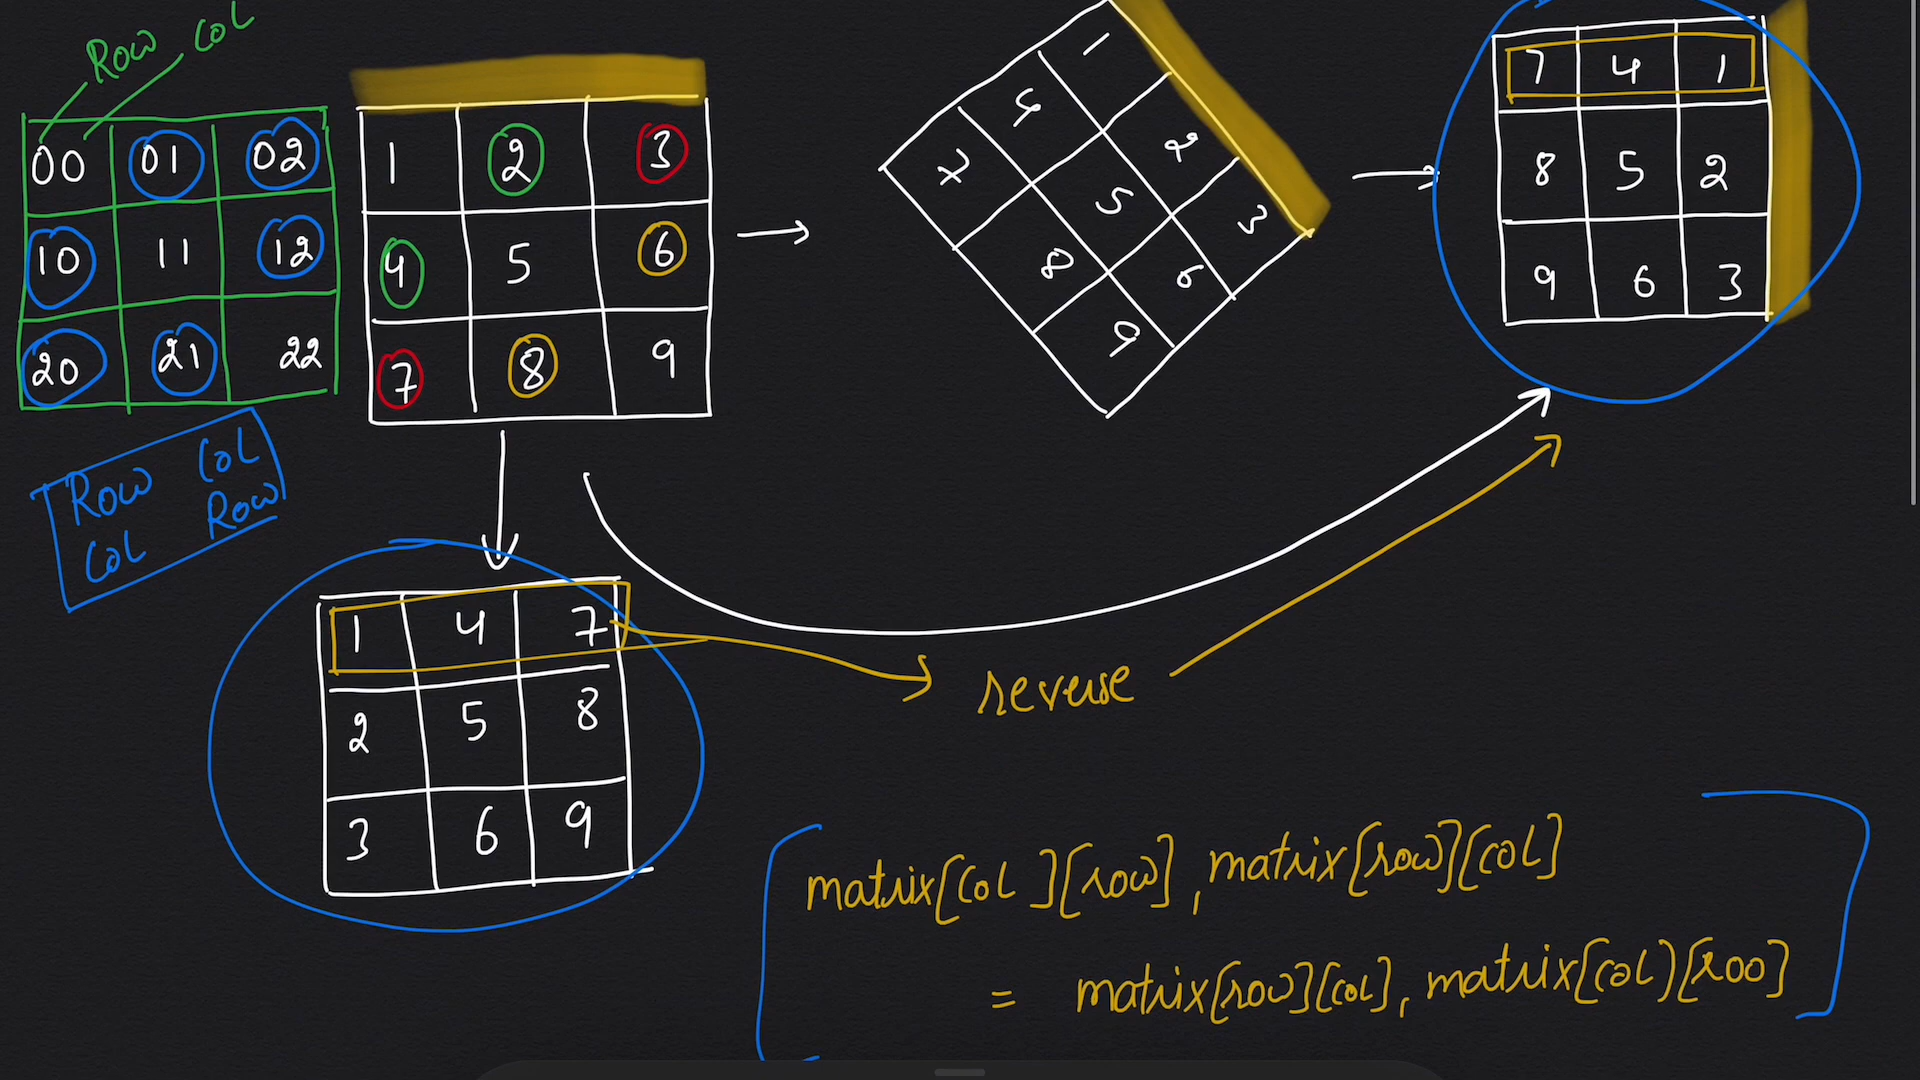 Row Col
00 01 02
10 11 12
20 21 22
Row Col
Col Row
1 2 3
4 5 6
7 8 9
1 2 3
4 5 6
7 8 9
7 4 1
8 5 2
9 6 3
1 4 7
2 5 8
3 6 9
reverse
matrix[col][row], matrix[row][col]
= matrix[row][col], matrix[col)[roo]